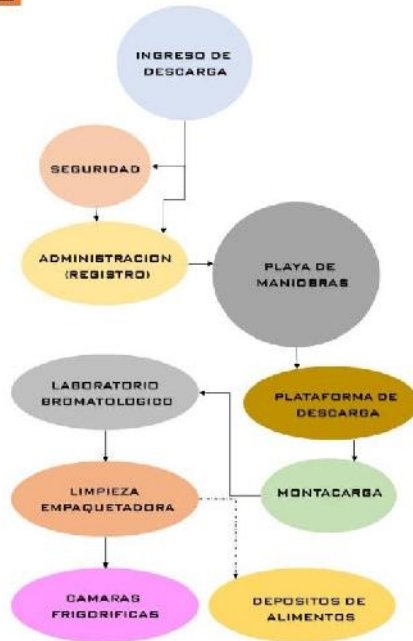 INGRESO DE
DESCARGA
SEGURIDAD
ADMINISTRACION
(REGISTRO)
PLAYA DE
MANIOBRAS
LABORATORIO
BROMATOLOGICO
PLATAFORMA DE
DESCARGA
LIMPIEZA
EMPAQUETADORA
MONTACARGA
CAMARAS
FRIGORIFICAS
DEPOSITOS DE
ALIMENTOS